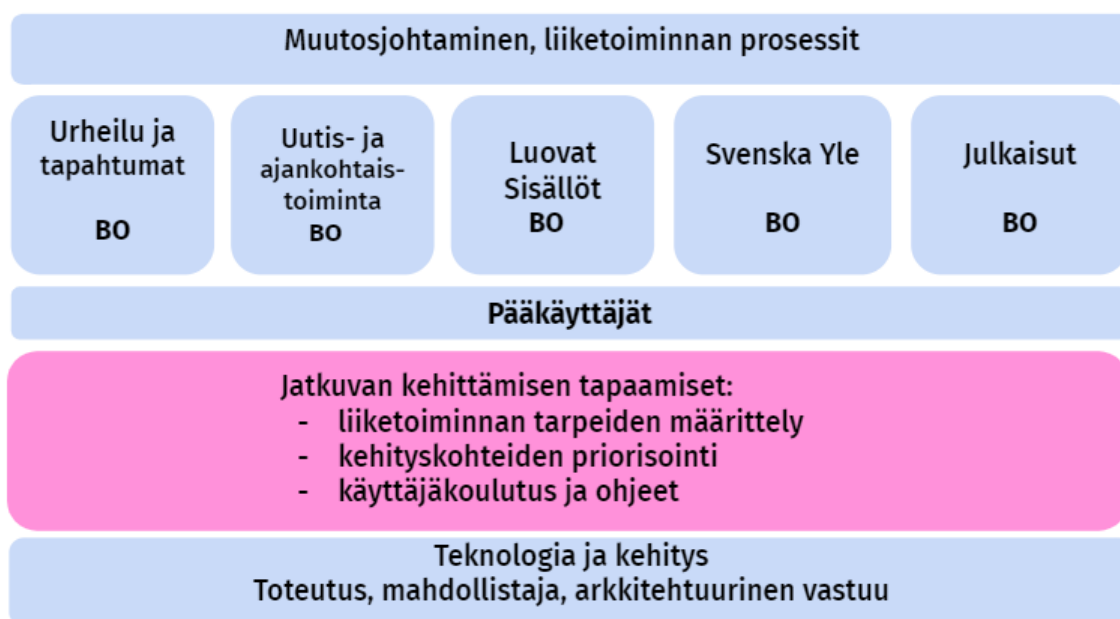 Muutosjohtaminen, liiketoiminnan prosessit
Urheilu ja
tapahtumat
BO
Uutis- ja
ajankohtais-
toiminta
BO
Luovat
Sisällöt
BO
Svenska Yle
BO
Julkaisut
BO
Pääkäyttäjät
Jatkuvan kehittämisen tapaamiset:
- liiketoiminnan tarpeiden määrittely
- kehityskohteiden priorisointi
- käyttäjäkoulutus ja ohjeet
Teknologia ja kehitys
Toteutus, mahdollistaja, arkkitehtuurinen vastuu